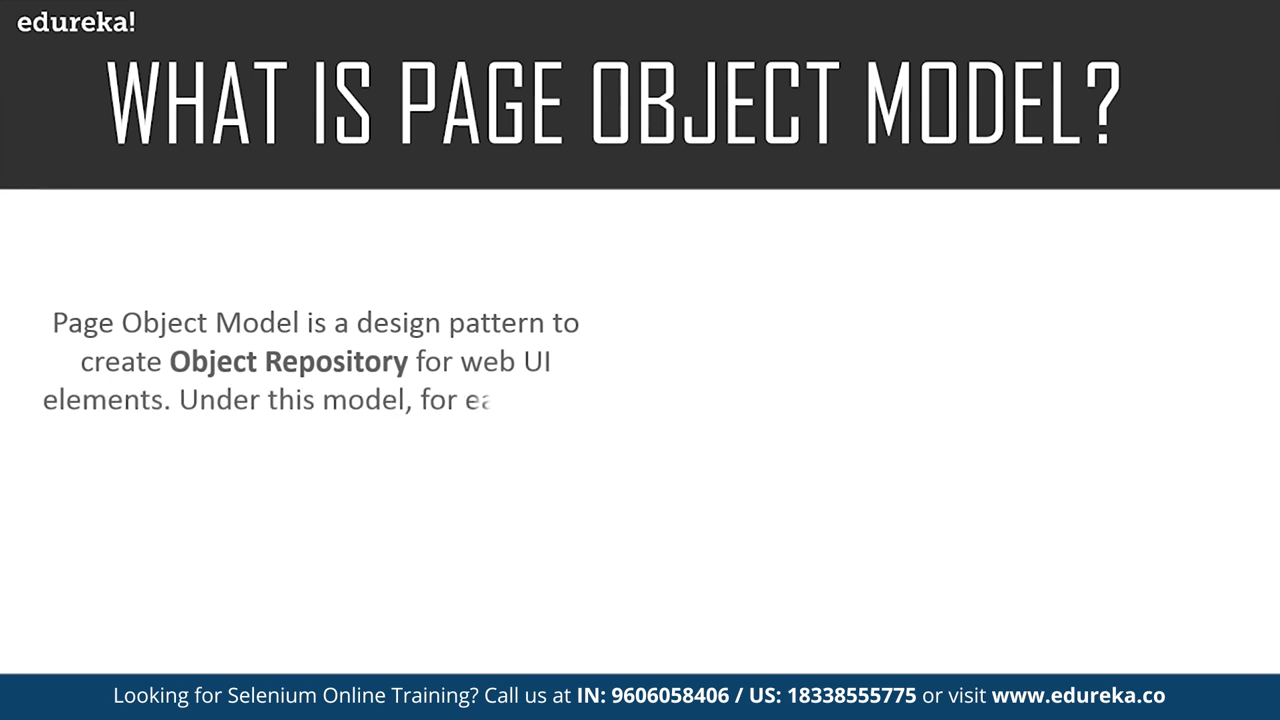 edureka!
WHAT IS PAGE OBJECT MODEL?
Page Object Model is a design pattern to
create Object Repository for web UI
elements. Under this model, for ea
Looking for Selenium Online Training? Call us at IN: 9606058406 / US: 18338555775 or visit www.edureka.co